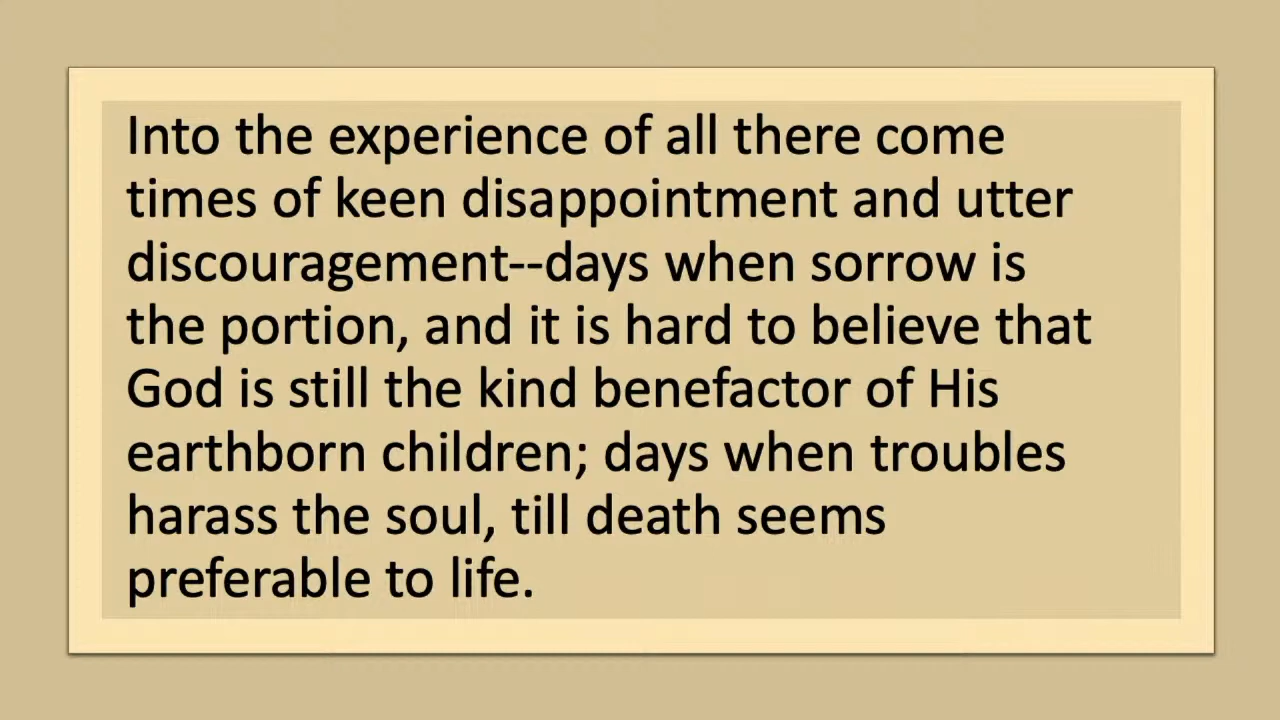 Into the experience of all there come
times of keen disappointment and utter
discouragement--days when sorrow is
the portion, and it is hard to believe that
God is still the kind benefactor of His
earthborn children; days when troubles
harass the soul, till death seems
preferable to life.